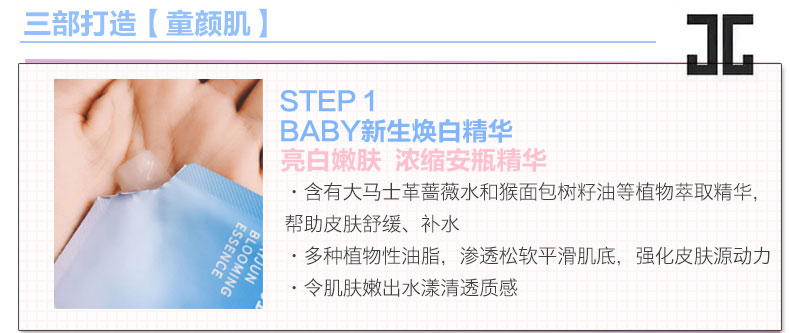 三部打造【童颜肌】
STEP 1
BABY新生焕白精华
亮白嫩肤 浓缩安瓶精华
·含有大马士革蔷薇水和猴面包树籽油等植物萃取精华，
帮助皮肤舒缓、补水
·多种植物性油脂，渗透松软平滑肌底，强化皮肤源动力
·令肌肤嫩出水漾清透质感
JUN
BLOOMING
ESSENCE